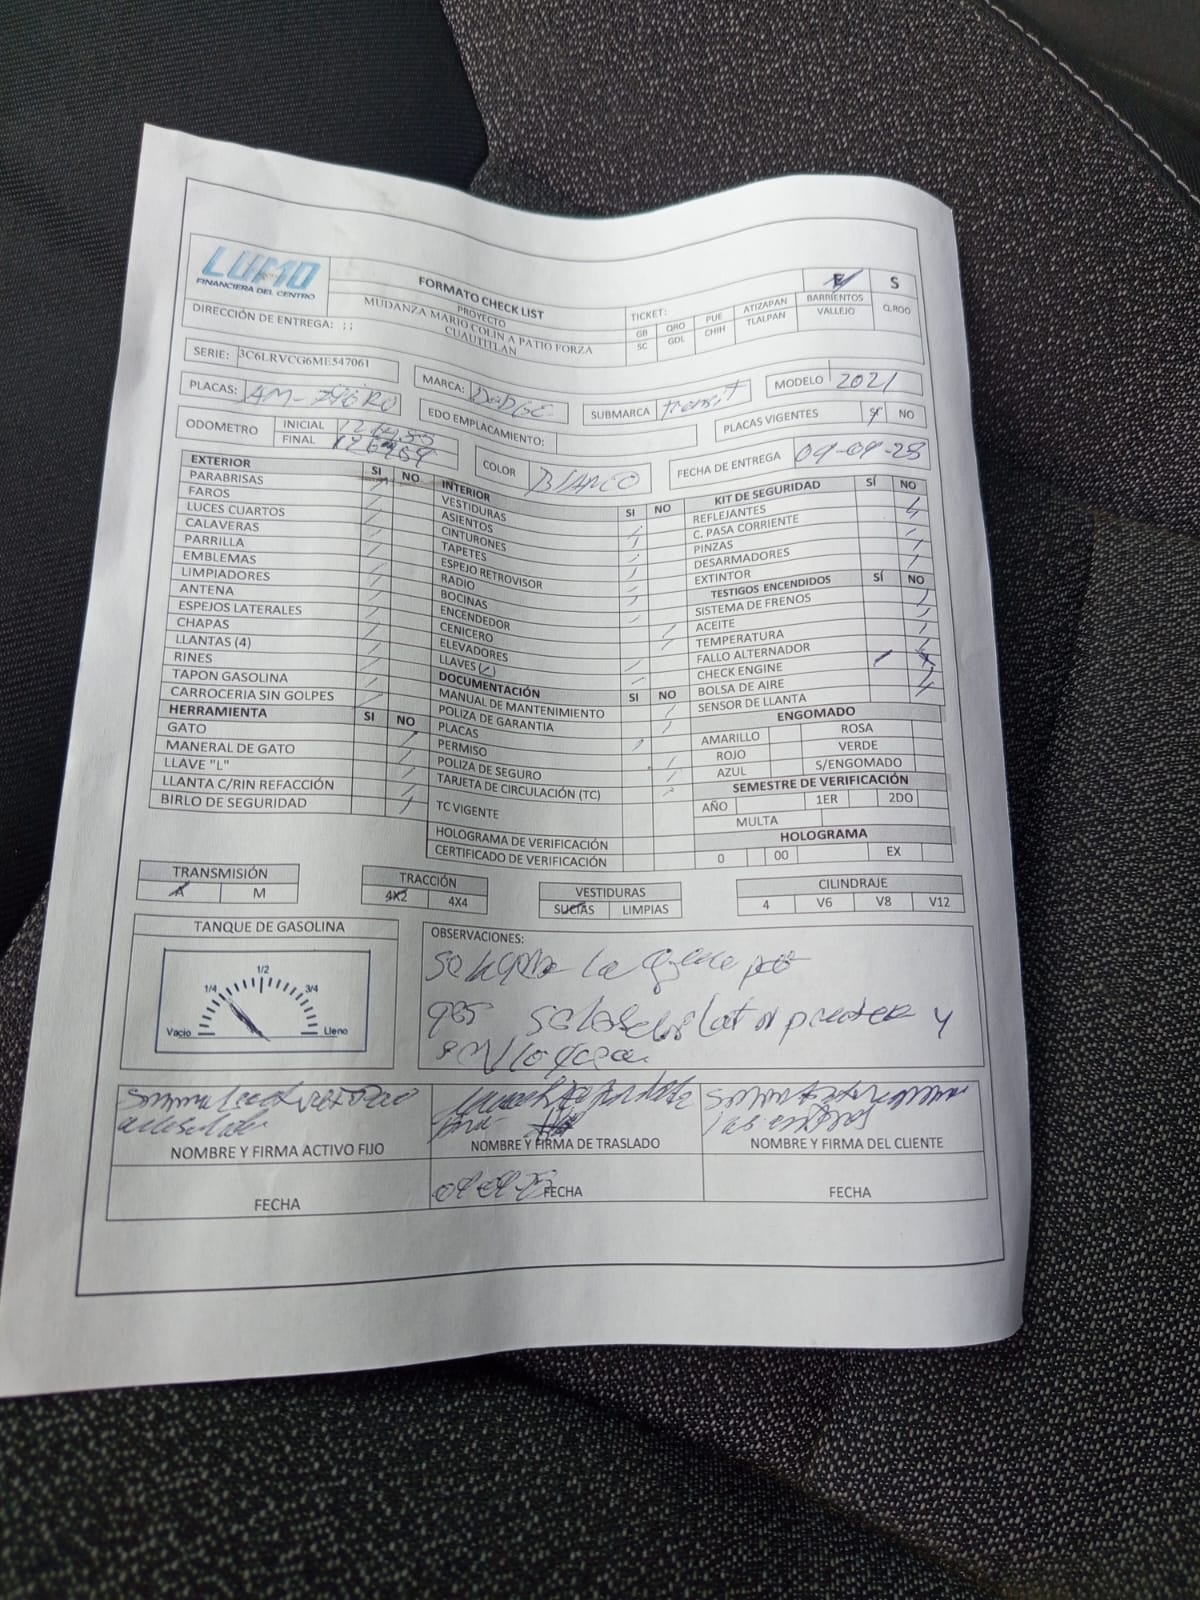 LUMO
FINANCIERA DEL CENTRO
FORMATO CHECK LIST
PROYECTO
MUDANZA MARIO COLIN A PATIO FORZA
CUAUTITLAN
TICKET:
GB QRO PUE ATIZAPAN BARRIENTOS Q.ROO
SC GDL CHIH TLALPAN VALLEJO
E S
DIRECCIÓN DE ENTREGA: ; ;
SERIE: 3C6LRVCG6ME547061
MARCA: DODGE
SUBMARCA transit
MODELO 2021
PLACAS:
EDO EMPLACAMIENTO:
PLACAS VIGENTES SÍ NO
ODOMETRO INICIAL
FINAL
COLOR BLANCO
FECHA DE ENTREGA
EXTERIOR SI NO
PARABRISAS
FAROS
LUCES CUARTOS
CALAVERAS
PARRILLA
EMBLEMAS
LIMPIADORES
ANTENA
ESPEJOS LATERALES
CHAPAS
LLANTAS (4)
RINES
TAPON GASOLINA
CARROCERIA SIN GOLPES
HERRAMIENTA SI NO
GATO
MANERAL DE GATO
LLAVE "L"
LLANTA C/RIN REFACCIÓN
BIRLO DE SEGURIDAD
INTERIOR SI NO
VESTIDURAS
ASIENTOS
CINTURONES
TAPETES
ESPEJO RETROVISOR
RADIO
BOCINAS
ENCENDEDOR
CENICERO
ELEVADORES
LLAVES
DOCUMENTACIÓN SI NO
MANUAL DE MANTENIMIENTO
POLIZA DE GARANTIA
PLACAS
PERMISO
POLIZA DE SEGURO
TARJETA DE CIRCULACIÓN (TC)
TC VIGENTE
HOLOGRAMA DE VERIFICACIÓN
CERTIFICADO DE VERIFICACIÓN
KIT DE SEGURIDAD SÍ NO
REFLEJANTES
C. PASA CORRIENTE
PINZAS
DESARMADORES
EXTINTOR
TESTIGOS ENCENDIDOS SÍ NO
SISTEMA DE FRENOS
ACEITE
TEMPERATURA
FALLO ALTERNADOR
CHECK ENGINE
BOLSA DE AIRE
SENSOR DE LLANTA
ENGOMADO
AMARILLO ROSA
ROJO VERDE
AZUL S/ENGOMADO
SEMESTRE DE VERIFICACIÓN
AÑO 1ER 2DO
MULTA
HOLOGRAMA
0 00 EX
TRANSMISIÓN
A M
TRACCIÓN
4X2 4X4
VESTIDURAS
SUCIAS LIMPIAS
CILINDRAJE
4 V6 V8 V12
TANQUE DE GASOLINA
Vacio 1/4 1/2 3/4 Lleno
OBSERVACIONES:
NOMBRE Y FIRMA ACTIVO FIJO
NOMBRE Y FIRMA DE TRASLADO
NOMBRE Y FIRMA DEL CLIENTE
FECHA
FECHA
FECHA